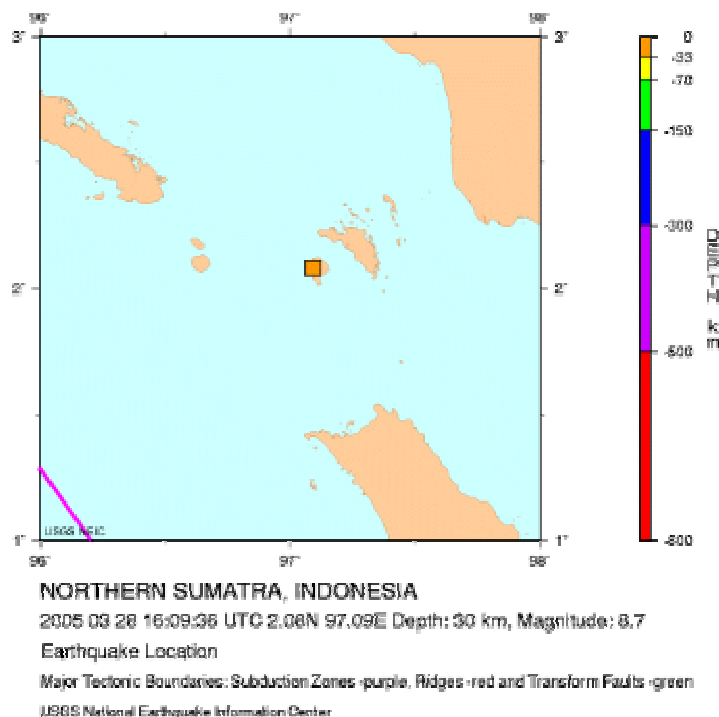 96° 97° 98°
3° 3° 0
-33
-70
-150
2° 2° -300
DEPTH km
-500
USGS NEIC
1° 1° -800
96° 97° 98°
NORTHERN SUMATRA, INDONESIA
2005 03 28 16:09:36 UTC 2.08N 97.09E Depth: 30 km, Magnitude: 8.7
Earthquake Location
Major Tectonic Boundaries: Subduction Zones -purple, Ridges -red and Transform Faults -green
USGS National Earthquake Information Center